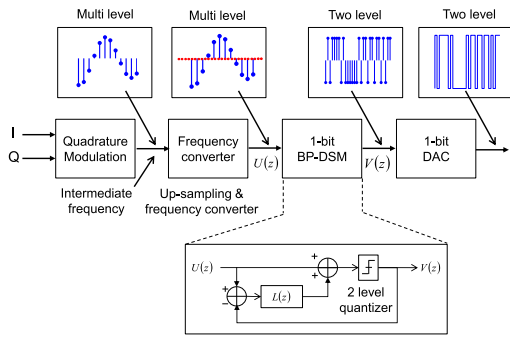 Multi level
Multi level
Two level
Two level
I
Q
Quadrature
Modulation
Frequency
converter
U(z)
1-bit
BP-DSM
V(z)
1-bit
DAC
Intermediate
frequency
Up-sampling &
frequency converter
U(z)
+
+
V(z)
+
−
L(z)
2 level
quantizer